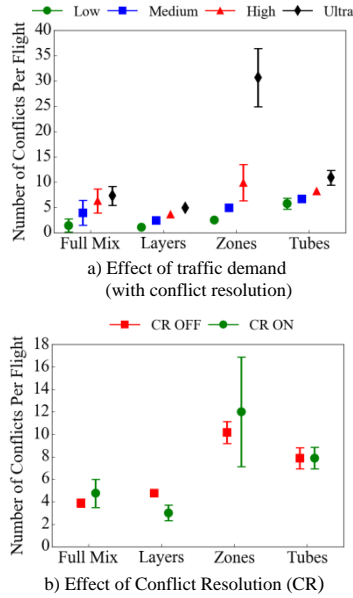 Low Medium High Ultra
Number of Conflicts Per Flight
40
35
30
25
20
15
10
5
0
Full Mix Layers Zones Tubes
a) Effect of traffic demand
(with conflict resolution)
CR OFF CR ON
Number of Conflicts Per Flight
18
16
14
12
10
8
6
4
2
0
Full Mix Layers Zones Tubes
b) Effect of Conflict Resolution (CR)